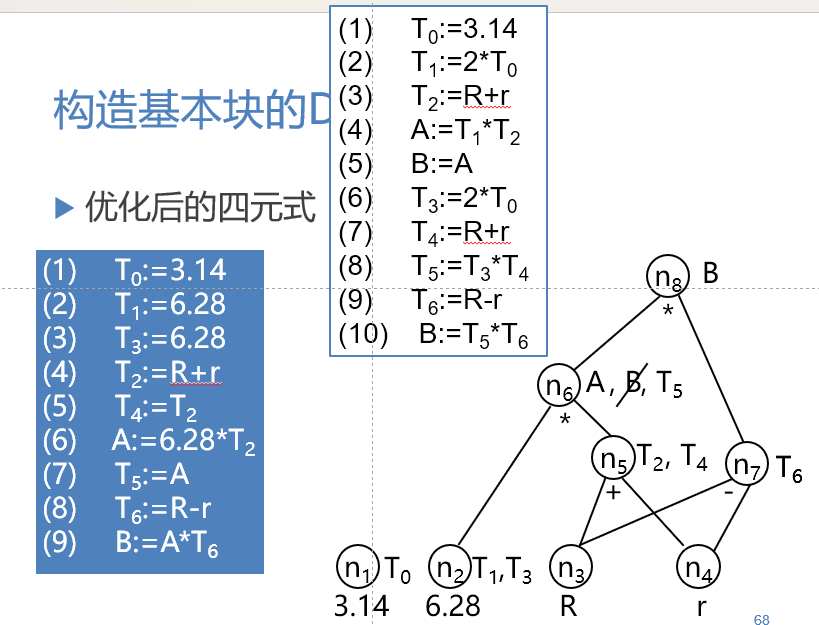 构造基本块的D
(1) T₀:=3.14
(2) T₁:=2*T₀
(3) T₂:=R+r
(4) A:=T₁*T₂
(5) B:=A
(6) T₃:=2*T₀
(7) T₄:=R+r
(8) T₅:=T₃*T₄
(9) T₆:=R-r
(10) B:=T₅*T₆
▶ 优化后的四元式
(1) T₀:=3.14
(2) T₁:=6.28
(3) T₃:=6.28
(4) T₂:=R+r
(5) T₄:=T₂
(6) A:=6.28*T₂
(7) T₅:=A
(8) T₆:=R-r
(9) B:=A*T₆
n₈ B
*
n₆ A, B, T₅
*
n₅ T₂, T₄
+
n₇ T₆
-
n₁ T₀
3.14
n₂ T₁,T₃
6.28
n₃
R
n₄
r
68